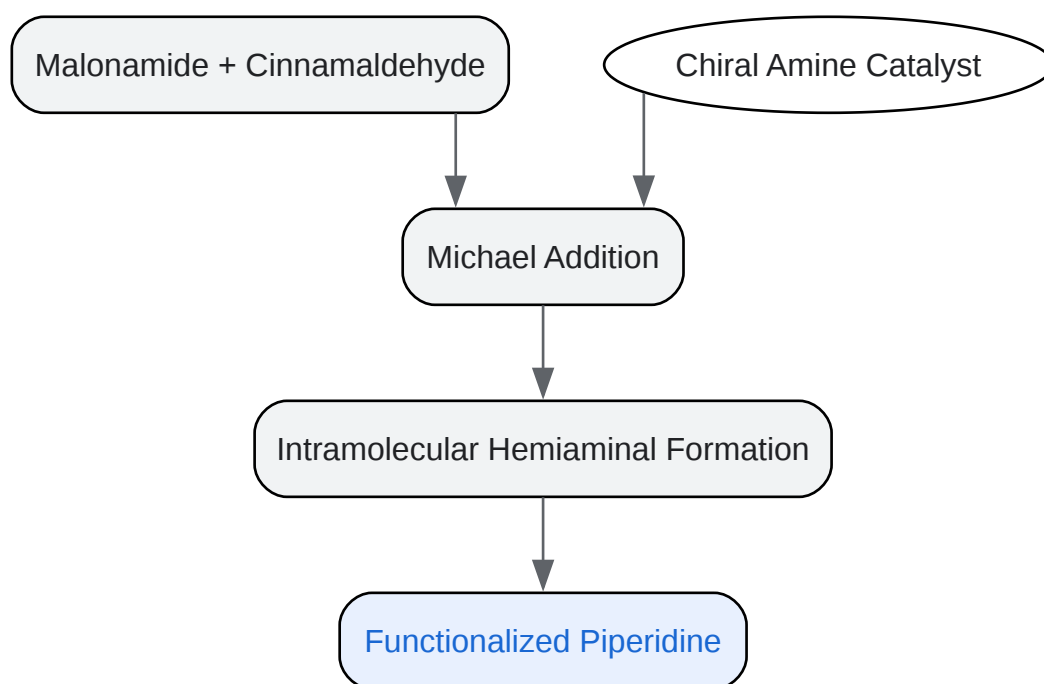 Malonamide + Cinnamaldehyde
Chiral Amine Catalyst
Michael Addition
Intramolecular Hemiaminal Formation
Functionalized Piperidine